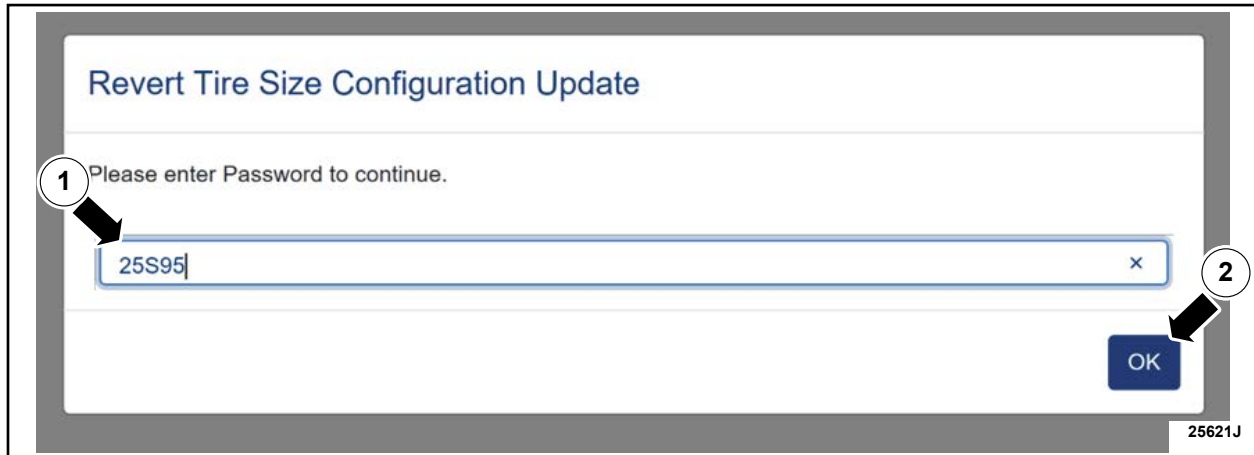 Revert Tire Size Configuration Update
Please enter Password to continue.
1
25S95
×
2
OK
25621J